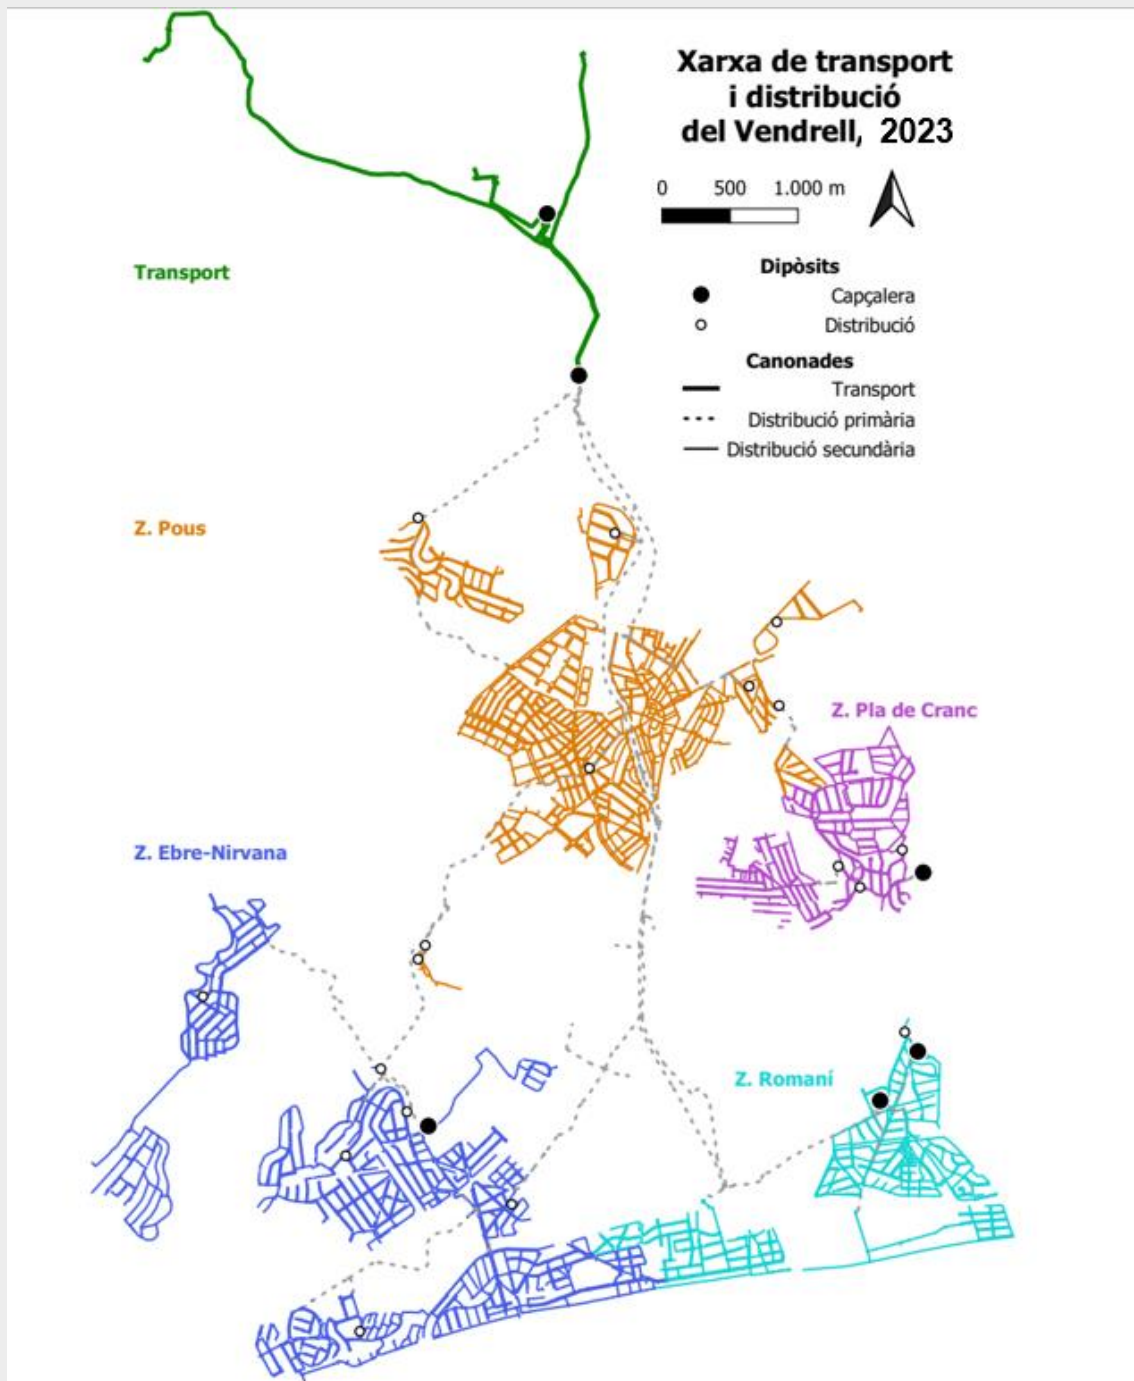 Xarxa de transport
i distribució
del Vendrell, 2023
0 500 1.000 m
Transport
Dipòsits
Capçalera
Distribució
Canonades
Transport
Distribució primària
Distribució secundària
Z. Pous
Z. Pla de Cranc
Z. Ebre-Nirvana
Z. Romaní